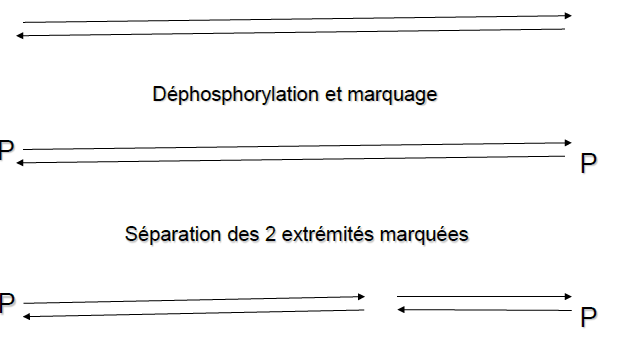 Déphosphorylation et marquage
P
P
Séparation des 2 extrémités marquées
P
P